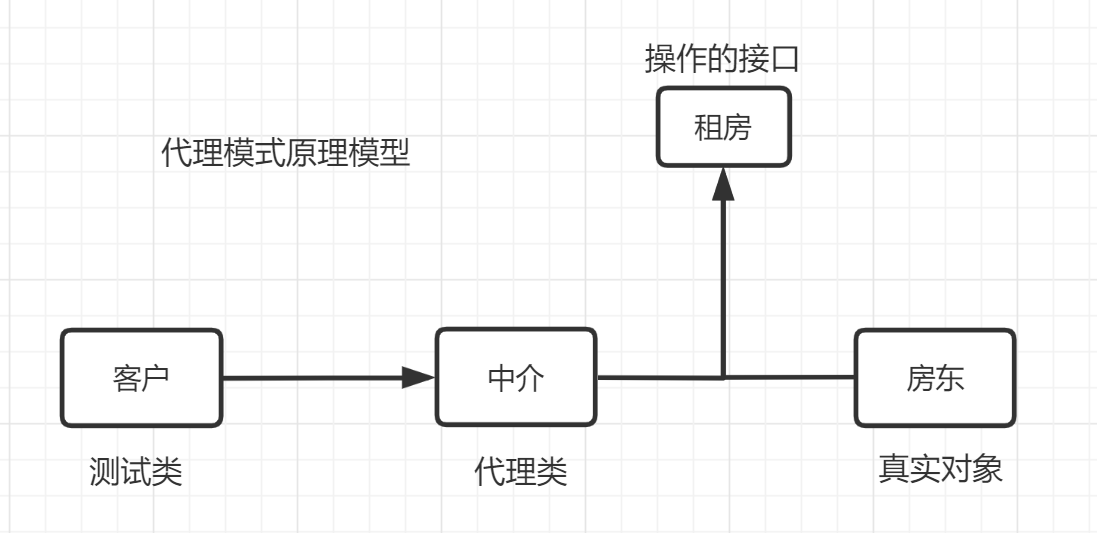 操作的接口
租房
代理模式原理模型
客户
中介
房东
测试类
代理类
真实对象